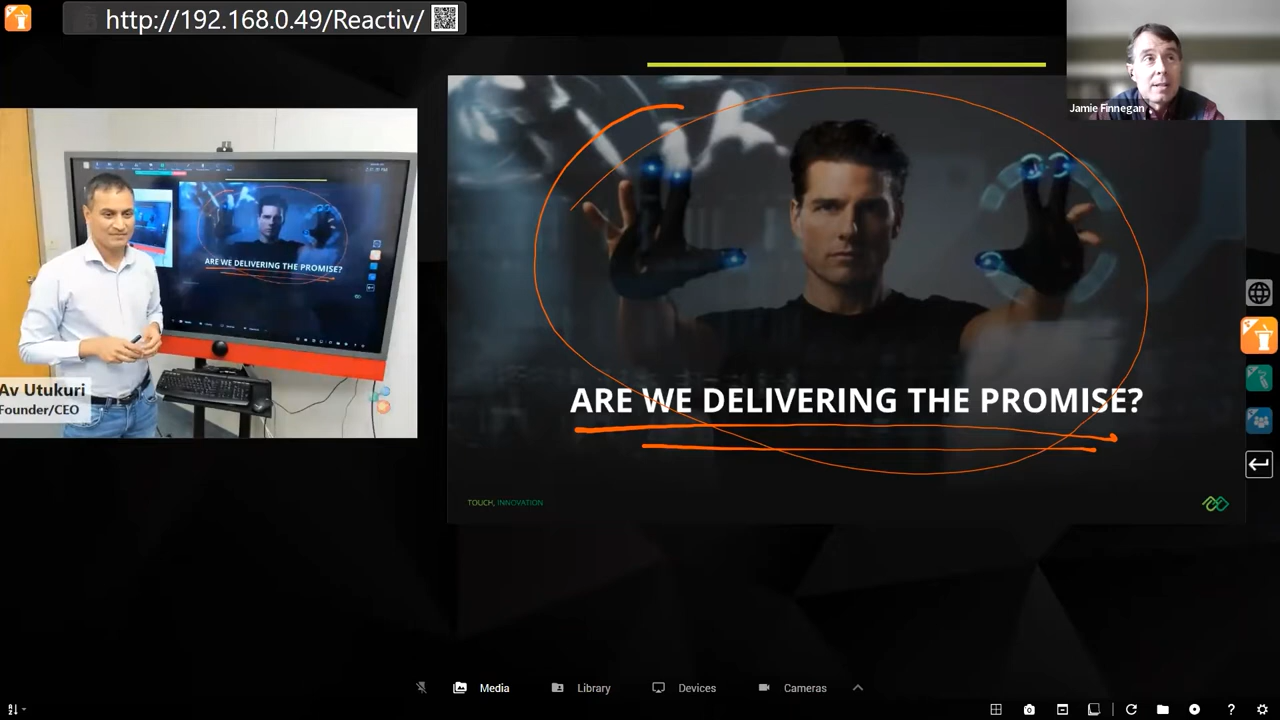 http://192.168.0.49/Reactiv/
Jamie Finnegan
ARE WE DELIVERING THE PROMISE?
Av Utukuri
Founder/CEO
ARE WE DELIVERING THE PROMISE?
TOUCH, INNOVATION
Media
Library
Devices
Cameras